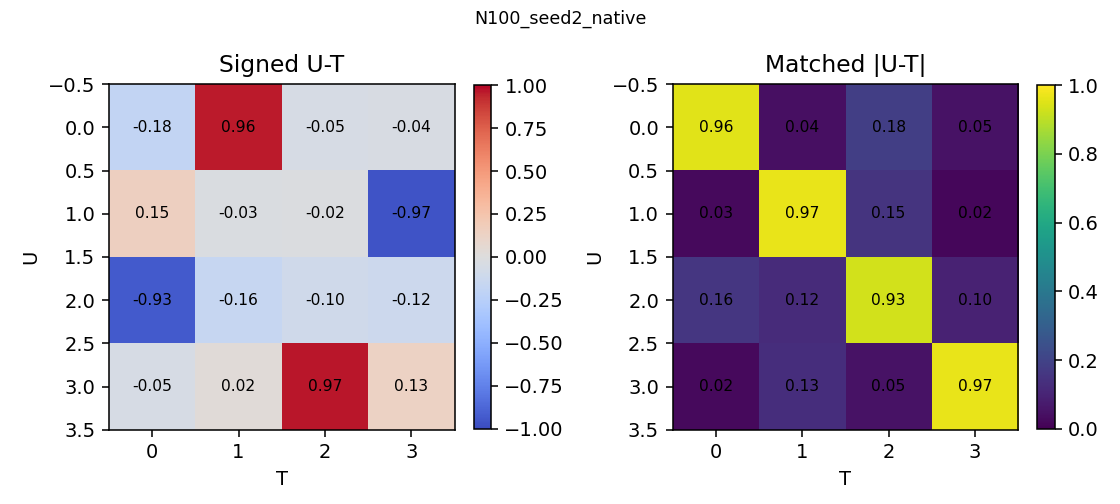 N100_seed2_native
Signed U-T
−0.5
0.0
0.5
1.0
1.5
2.0
2.5
3.0
3.5
U
-0.18 0.96 -0.05 -0.04
0.15 -0.03 -0.02 -0.97
-0.93 -0.16 -0.10 -0.12
-0.05 0.02 0.97 0.13
0 1 2 3
T
1.00
0.75
0.50
0.25
0.00
−0.25
−0.50
−0.75
−1.00
Matched |U-T|
−0.5
0.0
0.5
1.0
1.5
2.0
2.5
3.0
3.5
U
0.96 0.04 0.18 0.05
0.03 0.97 0.15 0.02
0.16 0.12 0.93 0.10
0.02 0.13 0.05 0.97
0 1 2 3
T
1.0
0.8
0.6
0.4
0.2
0.0